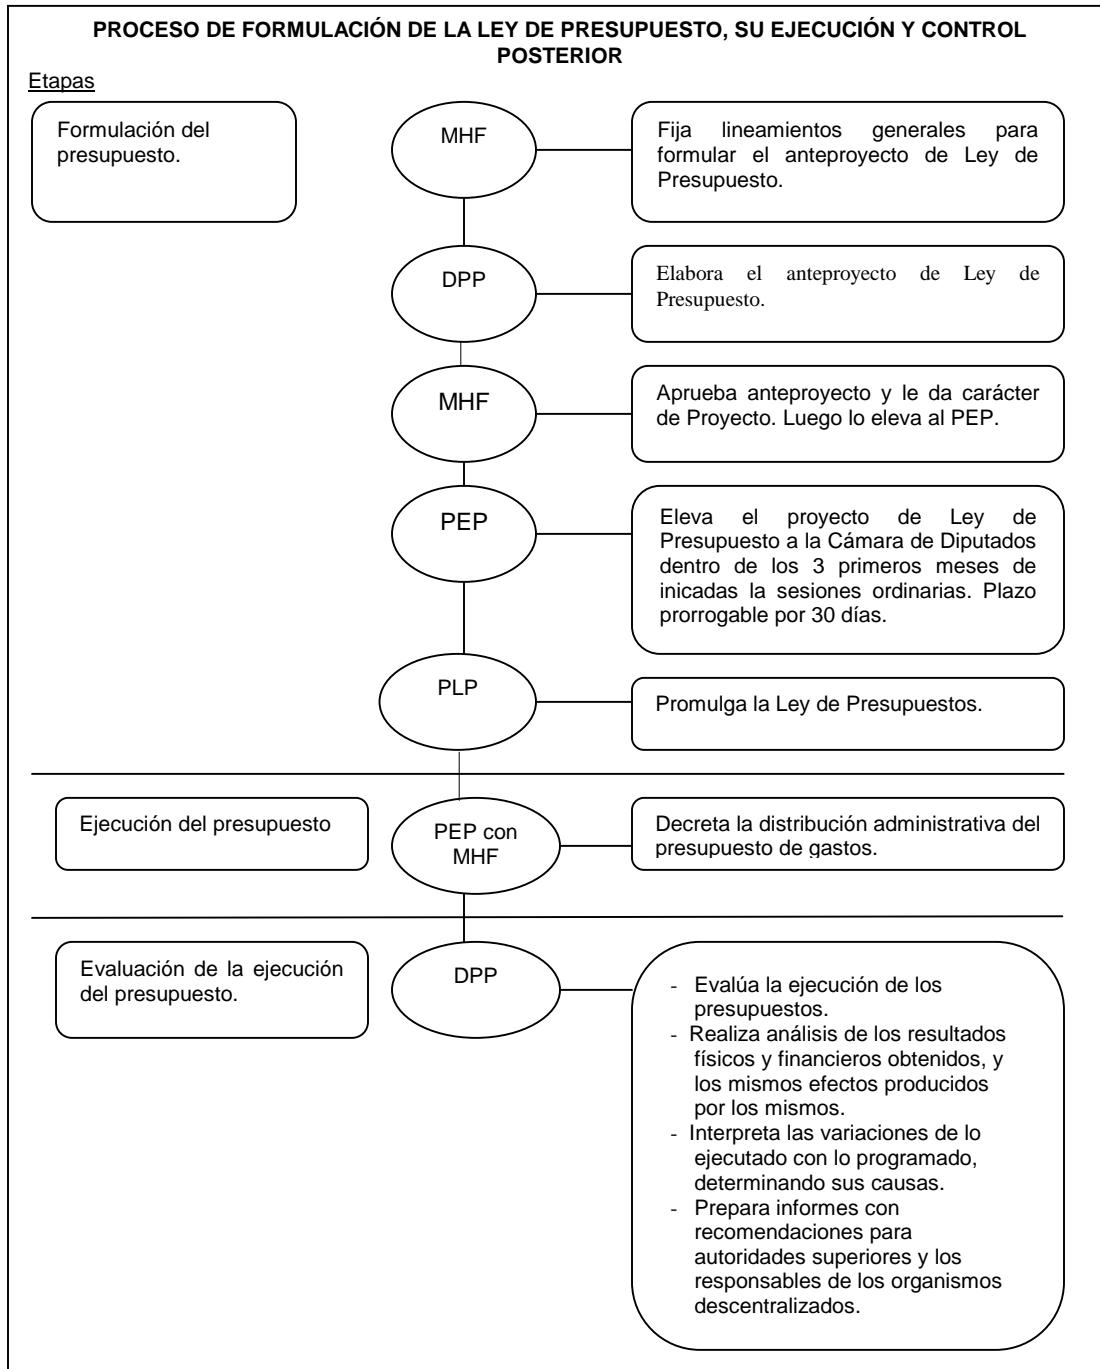 PROCESO DE FORMULACIÓN DE LA LEY DE PRESUPUESTO, SU EJECUCIÓN Y CONTROL
POSTERIOR
Etapas
Formulación del
presupuesto.
MHF
Fija lineamientos generales para
formular el anteproyecto de Ley de
Presupuesto.
DPP
Elabora el anteproyecto de Ley de
Presupuesto.
MHF
Aprueba anteproyecto y le da carácter
de Proyecto. Luego lo eleva al PEP.
PEP
Eleva el proyecto de Ley de
Presupuesto a la Cámara de Diputados
dentro de los 3 primeros meses de
inicadas la sesiones ordinarias. Plazo
prorrogable por 30 días.
PLP
Promulga la Ley de Presupuestos.
Ejecución del presupuesto
PEP con
MHF
Decreta la distribución administrativa del
presupuesto de gastos.
Evaluación de la ejecución
del presupuesto.
DPP
- Evalúa la ejecución de los
presupuestos.
- Realiza análisis de los resultados
físicos y financieros obtenidos, y
los mismos efectos producidos
por los mismos.
- Interpreta las variaciones de lo
ejecutado con lo programado,
determinando sus causas.
- Prepara informes con
recomendaciones para
autoridades superiores y los
responsables de los organismos
descentralizados.